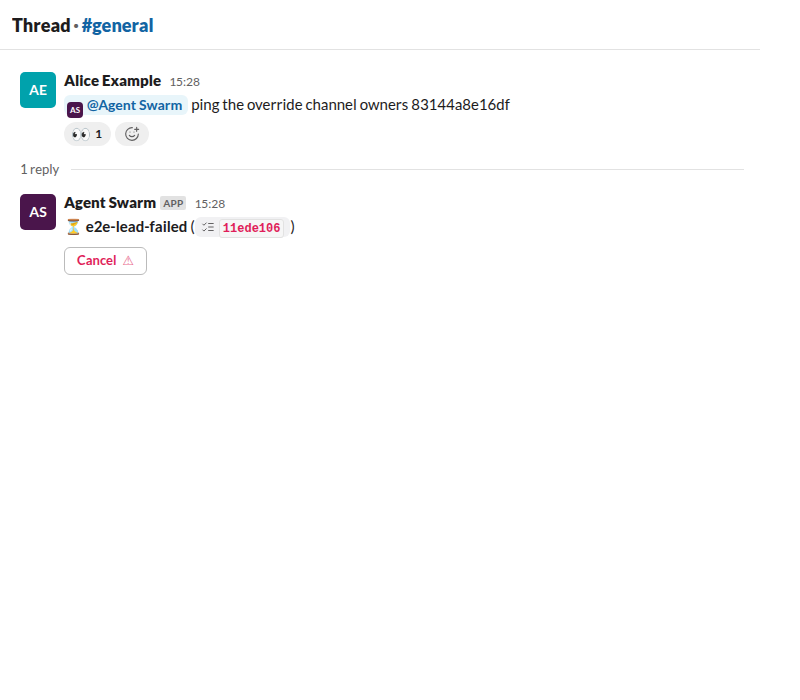 Thread • #general
AE
Alice Example 15:28
AS @Agent Swarm ping the override channel owners 83144a8e16df
👀 1
1 reply
AS
Agent Swarm APP 15:28
⏳ e2e-lead-failed ( 11ede106 )
Cancel ⚠